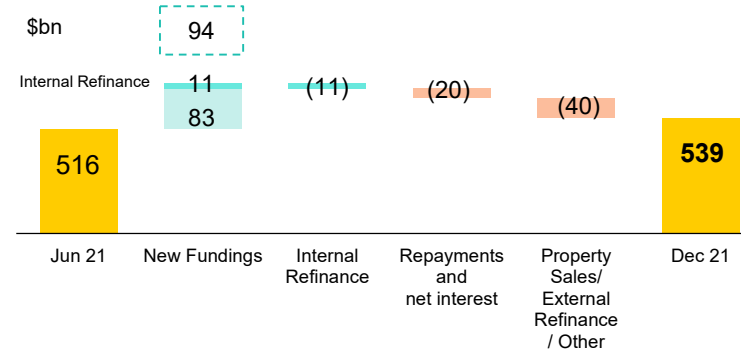 $bn
94
Internal Refinance
11
(11)
(20)
(40)
83
516
539
Jun 21
New Fundings
Internal
Refinance
Repayments
and
net interest
Property
Sales/
External
Refinance
/ Other
Dec 21